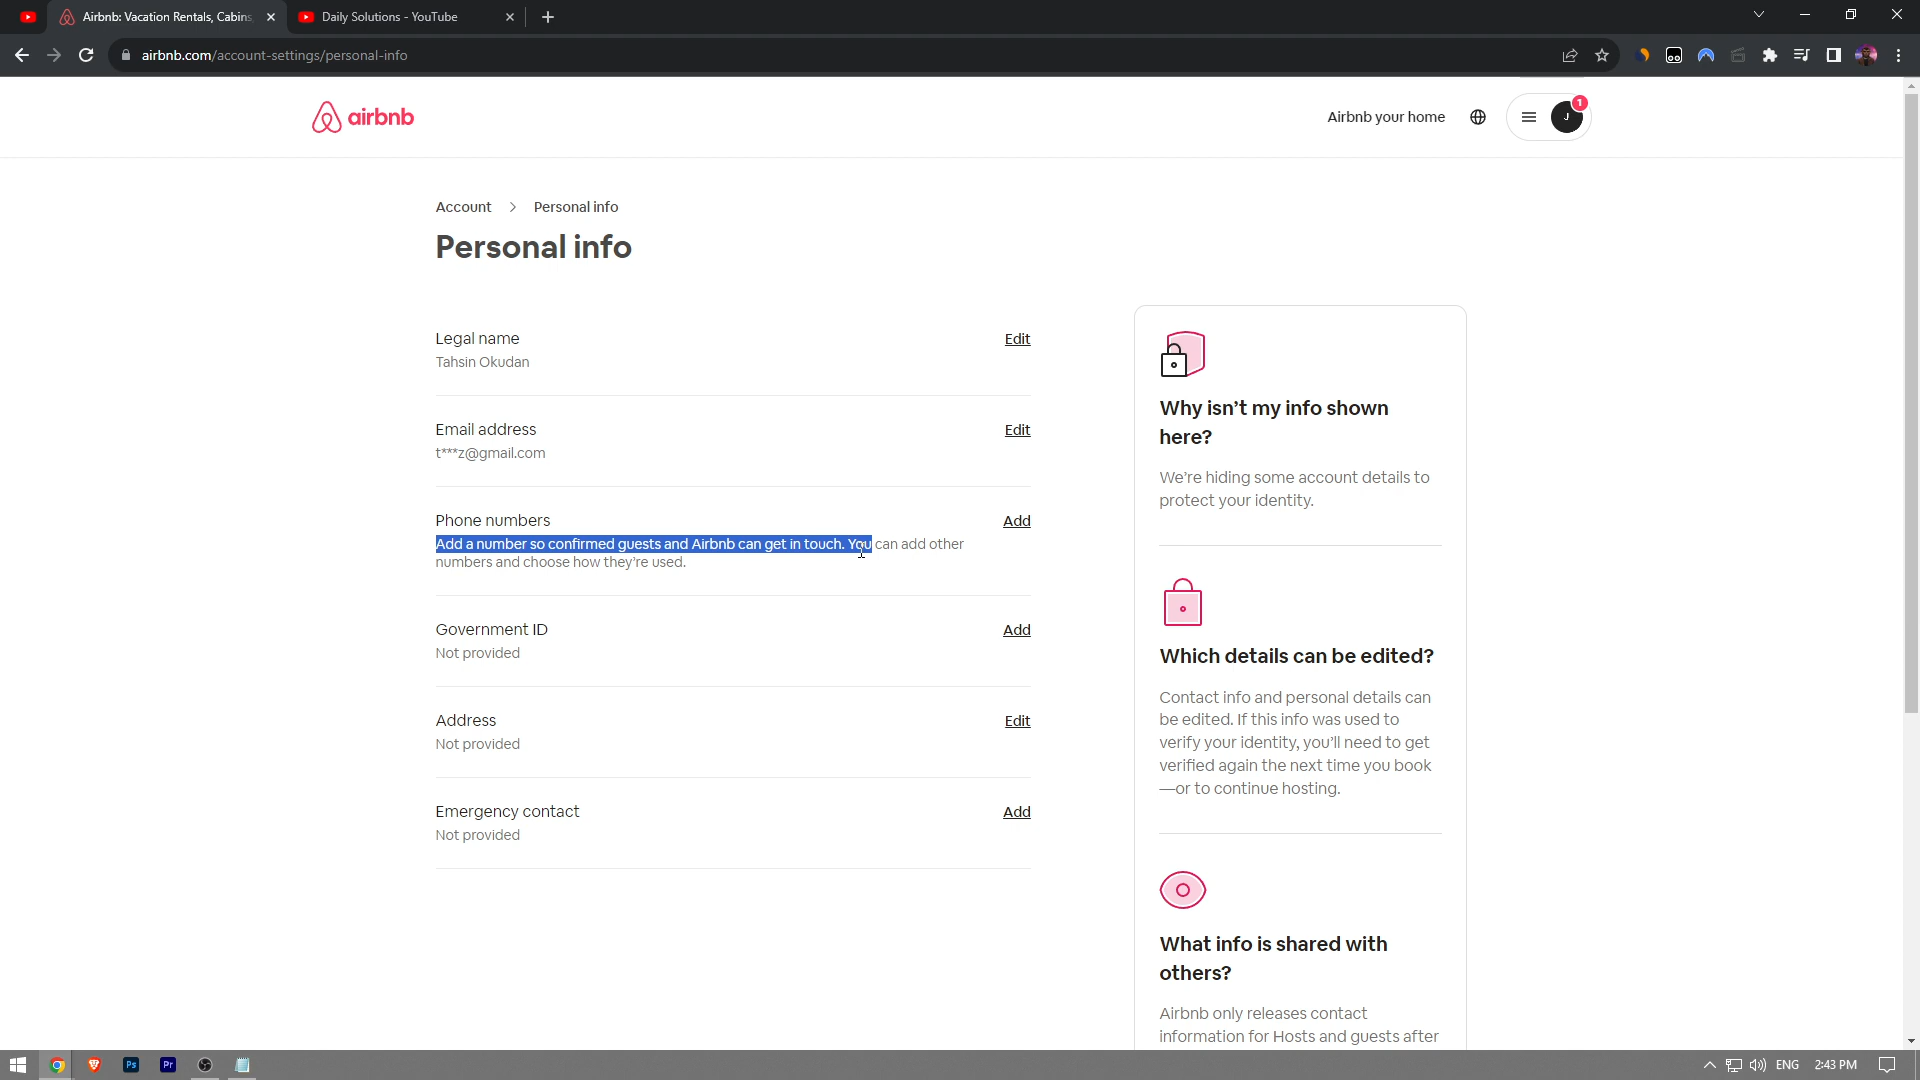 Airbnb: Vacation Rentals, Cabins,
Daily Solutions - YouTube
airbnb.com/account-settings/personal-info
airbnb
Airbnb your home
J
1
Account
Personal info
Personal info
Legal name
Edit
Tahsin Okudan
Email address
Edit
t***z@gmail.com
Phone numbers
Add
Add a number so confirmed guests and Airbnb can get in touch. You can add other
numbers and choose how they’re used.
Government ID
Add
Not provided
Address
Edit
Not provided
Emergency contact
Add
Not provided
Why isn’t my info shown
here?
We’re hiding some account details to
protect your identity.
Which details can be edited?
Contact info and personal details can
be edited. If this info was used to
verify your identity, you’ll need to get
verified again the next time you book
—or to continue hosting.
What info is shared with
others?
Airbnb only releases contact
information for Hosts and guests after
Ps
Pr
ENG
2:43 PM